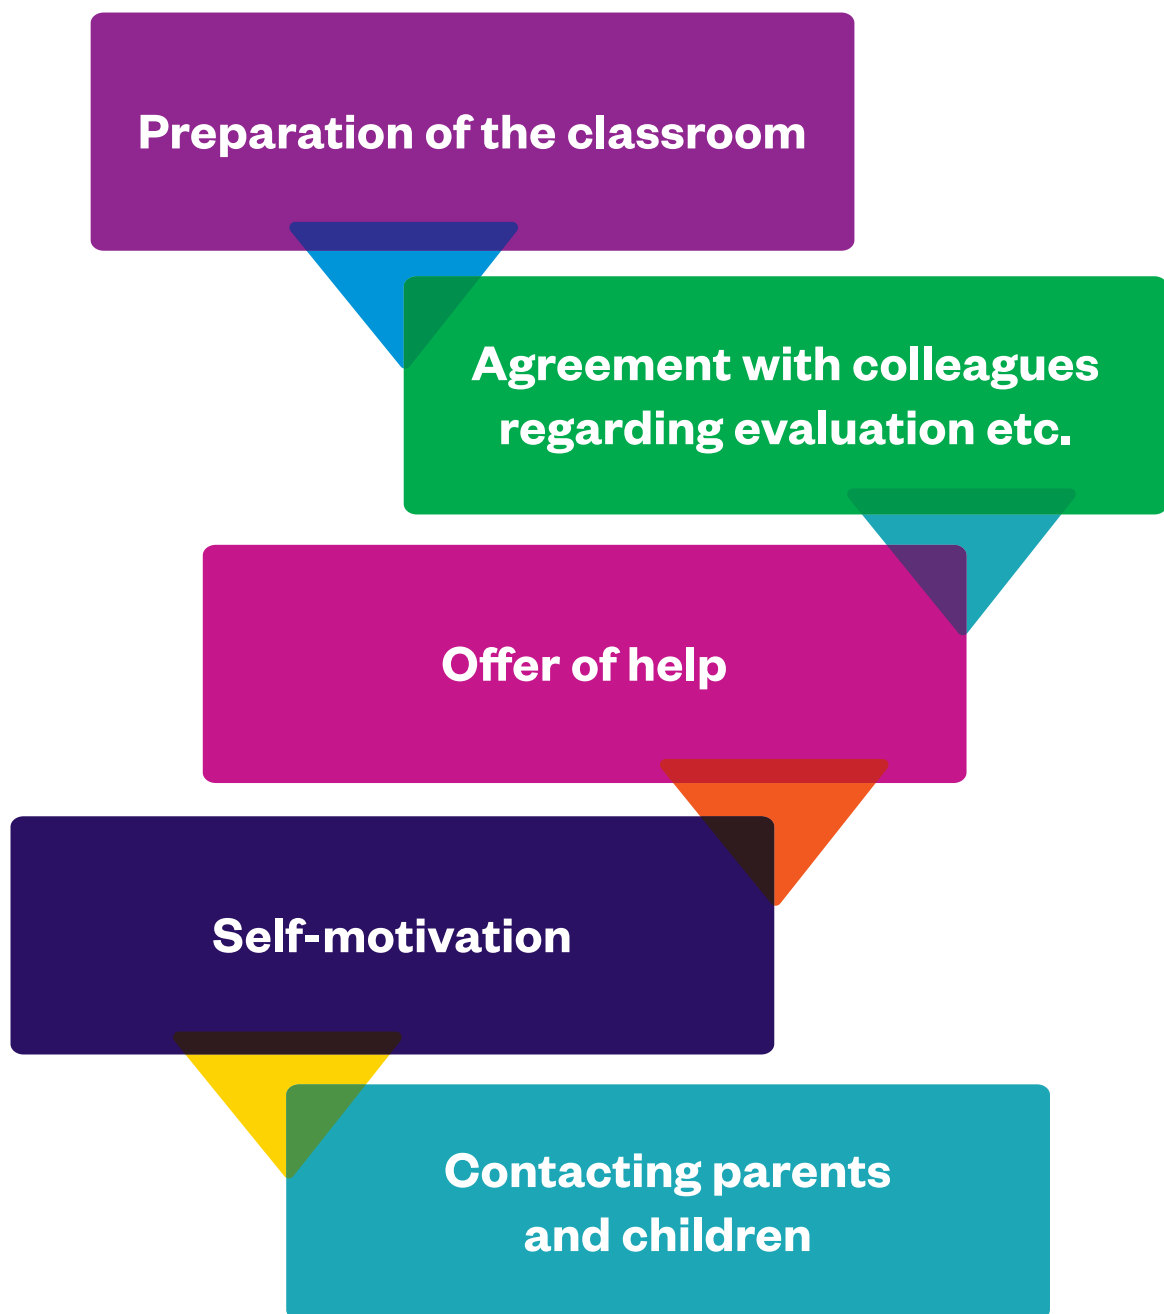 Preparation of the classroom
Agreement with colleagues
regarding evaluation etc.
Offer of help
Self-motivation
Contacting parents
and children